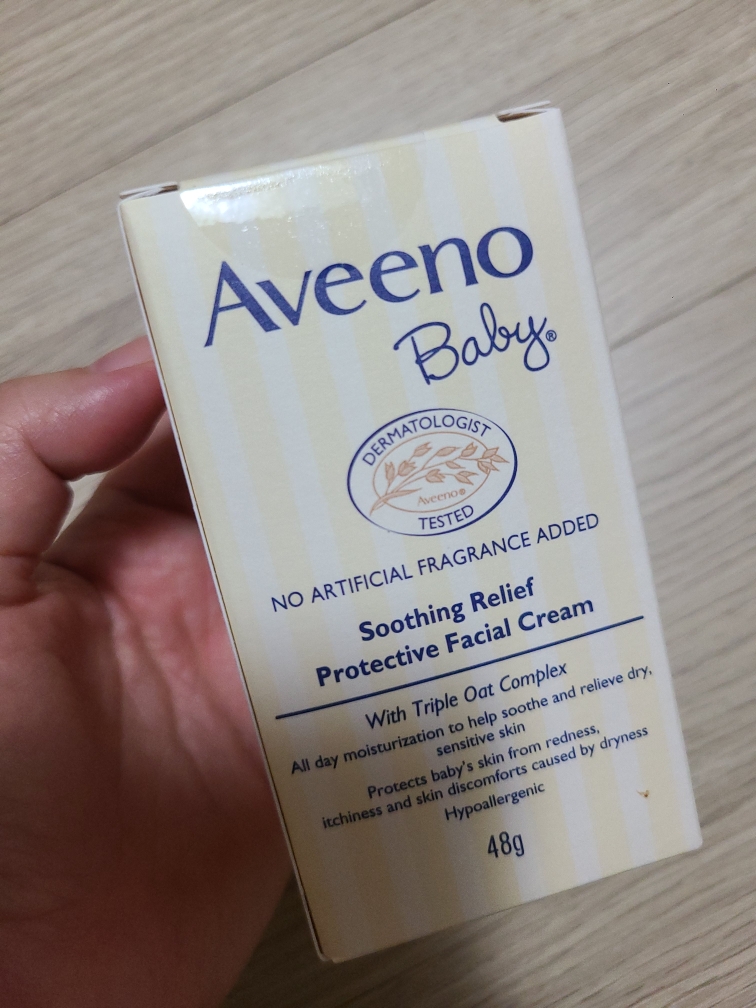 Aveeno
Baby®
DERMATOLOGIST
Aveeno®
TESTED
NO ARTIFICIAL FRAGRANCE ADDED
Soothing Relief
Protective Facial Cream
With Triple Oat Complex
All day moisturization to help soothe and relieve dry,
sensitive skin
Protects baby's skin from redness,
itchiness and skin discomforts caused by dryness
Hypoallergenic
48g